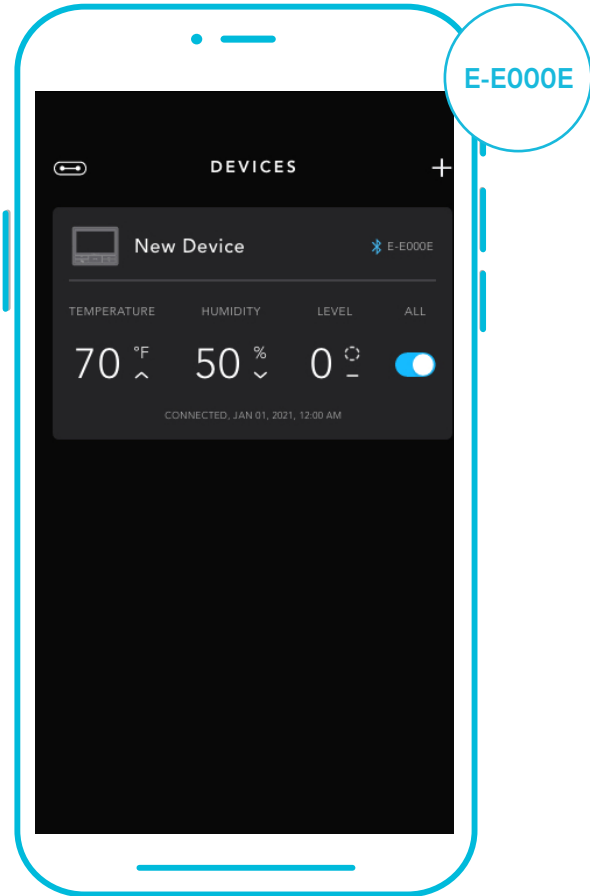 E-E000E
DEVICES
New Device E-E000E
TEMPERATURE HUMIDITY LEVEL ALL
70 °F 50 % 0
CONNECTED, JAN 01, 2021, 12:00 AM